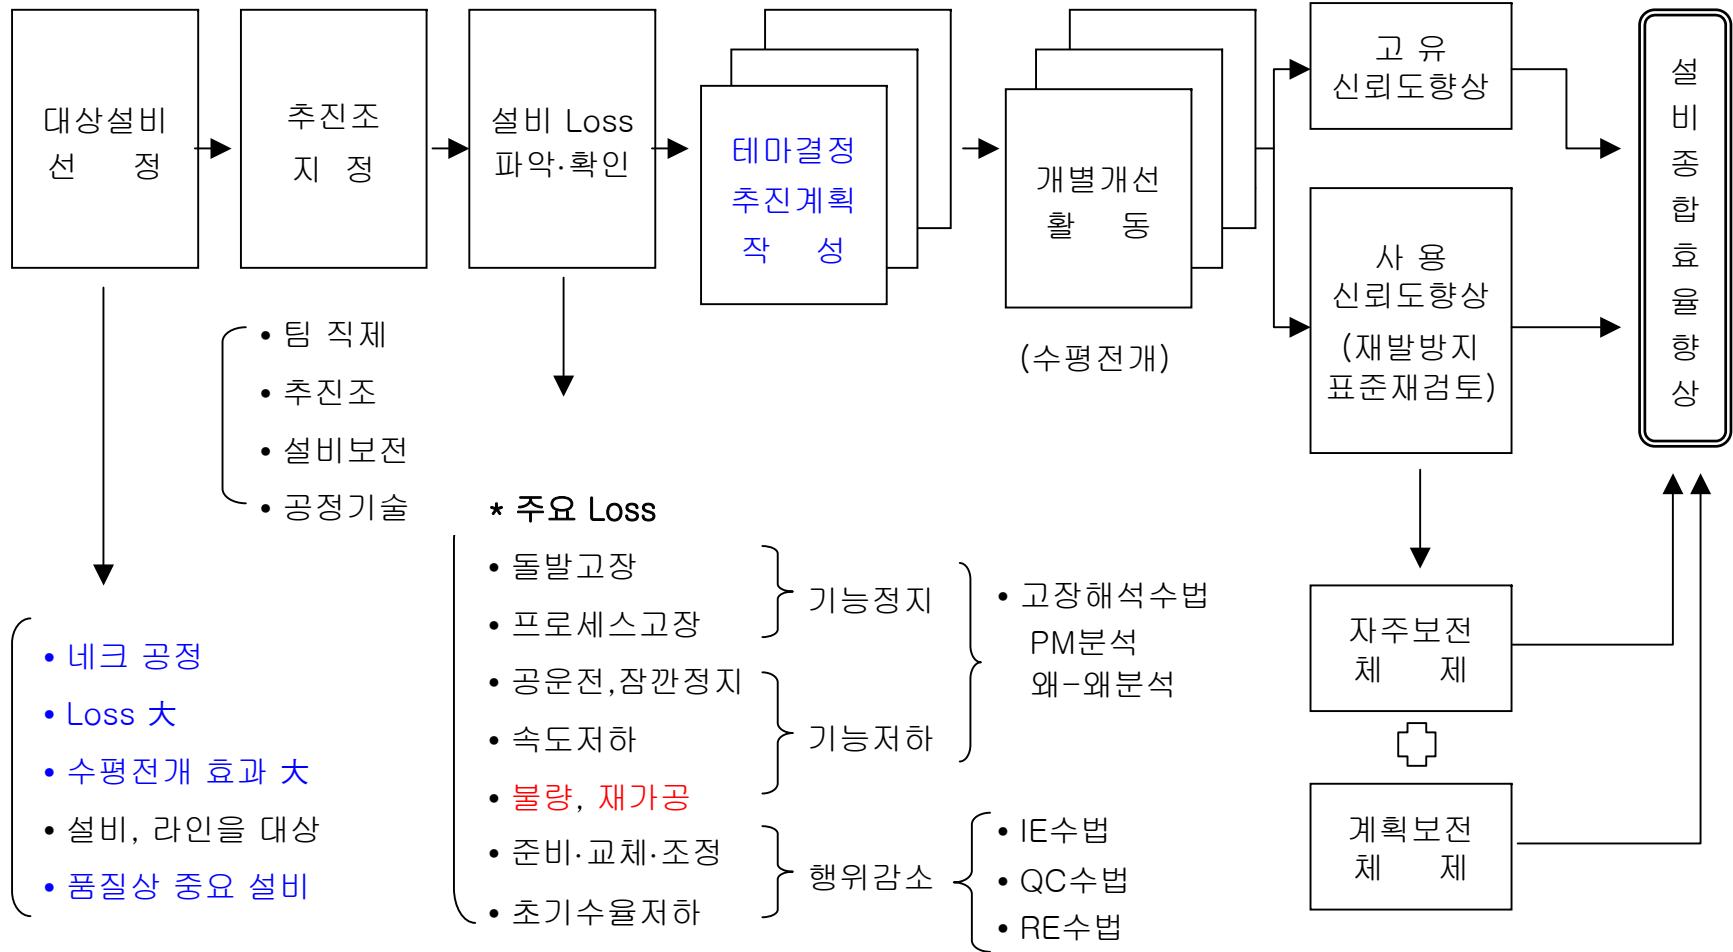 대상설비
선 정
추진조
지 정
설비 Loss
파악·확인
테마결정
추진계획
작 성
개별개선
활 동
(수평전개)
고 유
신뢰도향상
사 용
신뢰도향상
(재발방지
표준재검토)
설
비
종
합
효
율
향
상
• 팀 직제
• 추진조
• 설비보전
• 공정기술
• 네크 공정
• Loss 大
• 수평전개 효과 大
• 설비, 라인을 대상
• 품질상 중요 설비
* 주요 Loss
• 돌발고장
• 프로세스고장
• 공운전,잠깐정지
• 속도저하
• 불량, 재가공
• 준비·교체·조정
• 초기수율저하
기능정지
기능저하
행위감소
• 고장해석수법
PM분석
왜-왜분석
• IE수법
• QC수법
• RE수법
자주보전
체 제
계획보전
체 제